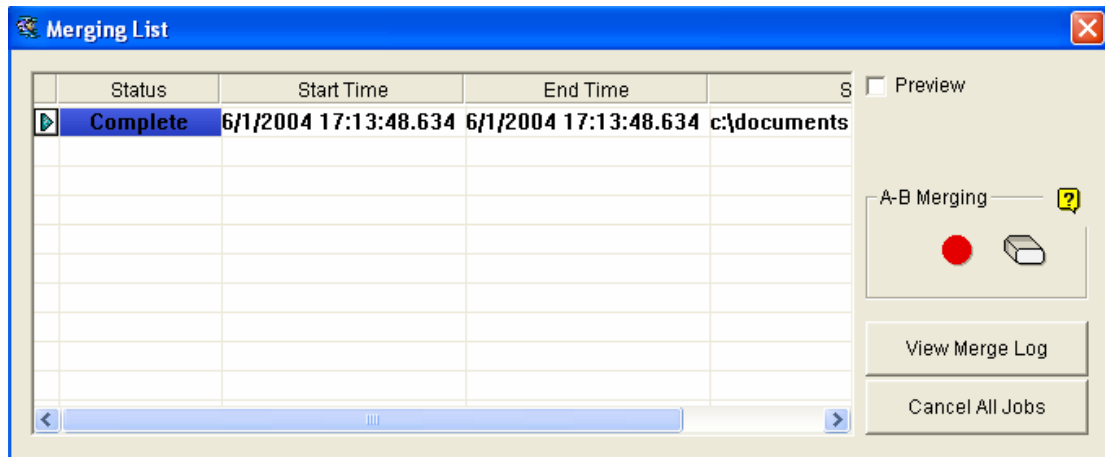 Merging List
Status Start Time End Time S
Complete 6/1/2004 17:13:48.634 6/1/2004 17:13:48.634 c:\documents
Preview
A-B Merging ?
View Merge Log
Cancel All Jobs